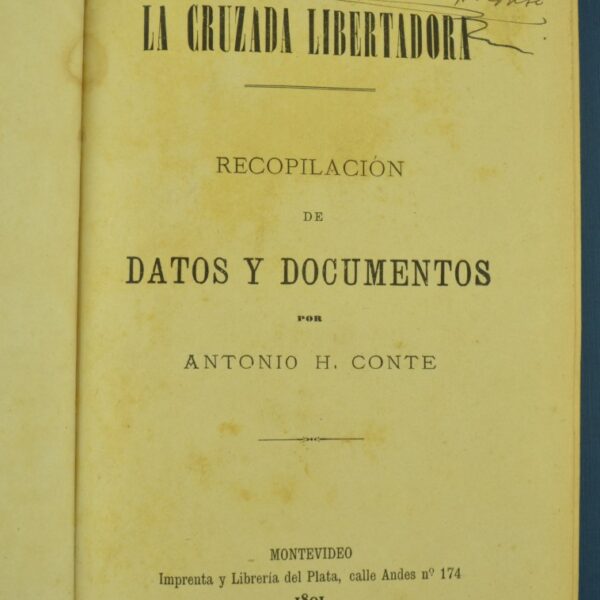 LA CRUZADA LIBERTADORA
RECOPILACIÓN
DE
DATOS Y DOCUMENTOS
POR
ANTONIO H. CONTE
MONTEVIDEO
Imprenta y Librería del Plata, calle Andes nº 174
1891